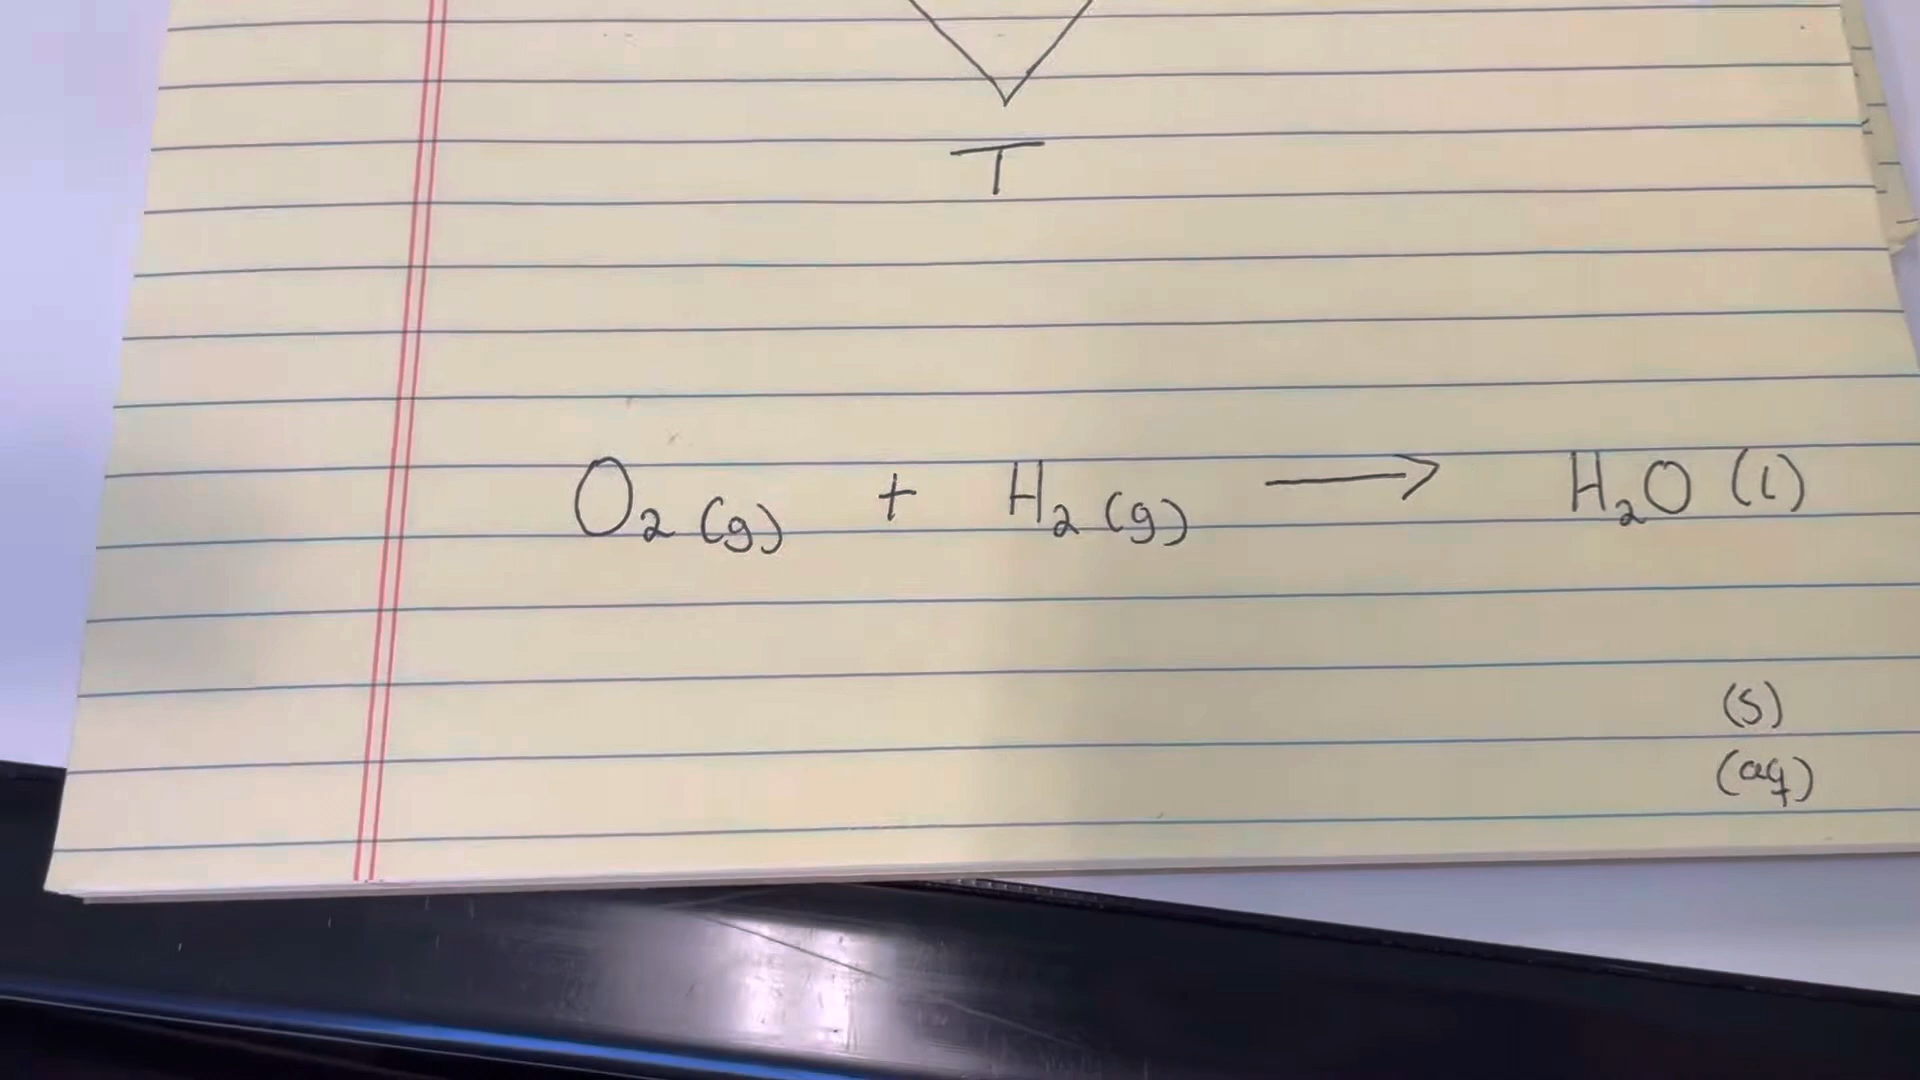 T
O₂ (g) + H₂ (g) → H₂O (l)
(s)
(aq)